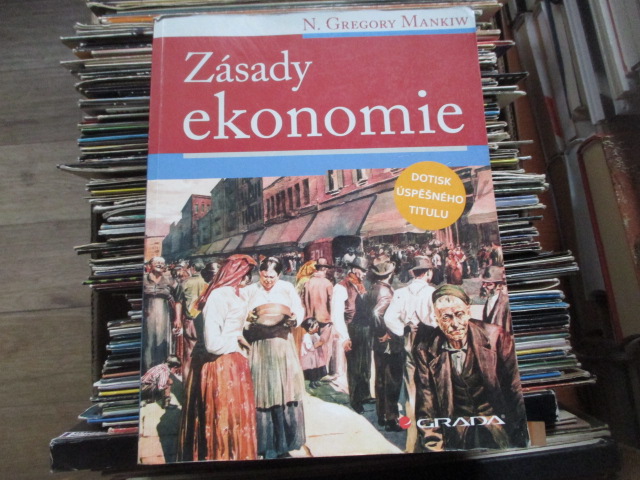 N. Gregory Mankiw
Zásady
ekonomie
DOTISK
ÚSPĚŠNÉHO
TITULU
GRADA